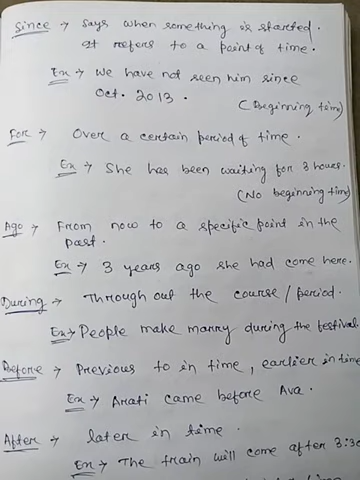 Since → Says when something is started.
It refers to a point of time.
Ex → We have not seen him since
Oct. 2013.
(Beginning time)
For → Over a certain period of time.
Ex → She has been waiting for 3 hours.
(No beginning time)
Ago → From now to a specific point in the
past.
Ex → 3 years ago she had come here.
During → Through out the course/period.
Ex → People make marry during the festival.
Before → Previous to in time, earlier in time
Ex → Arati came before Ava.
After → later in time.
Ex → The train will come after 3:30